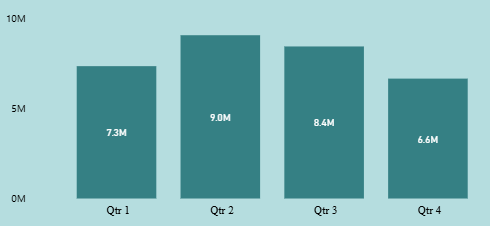 10M
9.0M
8.4M
7.3M
6.6M
5M
0M
Qtr 1
Qtr 2
Qtr 3
Qtr 4